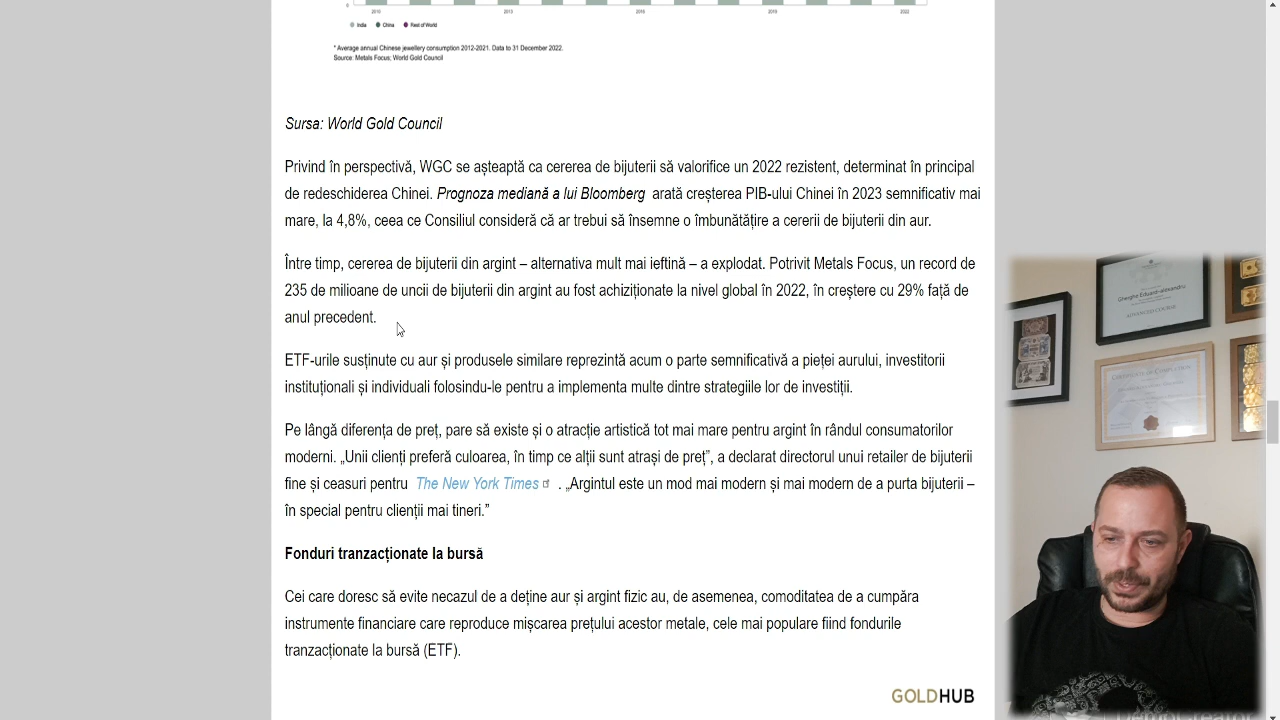 2010 2013 2016 2019 2022
India China Rest of World
* Average annual Chinese jewellery consumption 2012-2021. Data to 31 December 2022.
Source: Metals Focus; World Gold Council
Sursa: World Gold Council
Privind în perspectivă, WGC se așteaptă ca cererea de bijuterii să valorifice un 2022 rezistent, determinat în principal
de redeschiderea Chinei. Prognoza mediană a lui Bloomberg arată creșterea PIB-ului Chinei în 2023 semnificativ mai
mare, la 4,8%, ceea ce Consiliul consideră că ar trebui să însemne o îmbunătățire a cererii de bijuterii din aur.
Între timp, cererea de bijuterii din argint – alternativa mult mai ieftină – a explodat. Potrivit Metals Focus, un record de
235 de milioane de uncii de bijuterii din argint au fost achiziționate la nivel global în 2022, în creștere cu 29% față de
anul precedent.
ETF-urile susținute cu aur și produsele similare reprezintă acum o parte semnificativă a pieței aurului, investitorii
instituționali și individuali folosindu-le pentru a implementa multe dintre strategiile lor de investiții.
Pe lângă diferența de preț, pare să existe și o atracție artistică tot mai mare pentru argint în rândul consumatorilor
moderni. „Unii clienți preferă culoarea, în timp ce alții sunt atrași de preț”, a declarat directorul unui retailer de bijuterii
fine și ceasuri pentru The New York Times . „Argintul este un mod mai modern și mai modern de a purta bijuterii –
în special pentru clienții mai tineri.”
Fonduri tranzacționate la bursă
Cei care doresc să evite necazul de a deține aur și argint fizic au, de asemenea, comoditatea de a cumpăra
instrumente financiare care reproduce mișcarea prețului acestor metale, cele mai populare fiind fondurile
tranzacționate la bursă (ETF).
GOLDHUB
Gheorghe Eduard-alexandru
ADVANCED COURSE